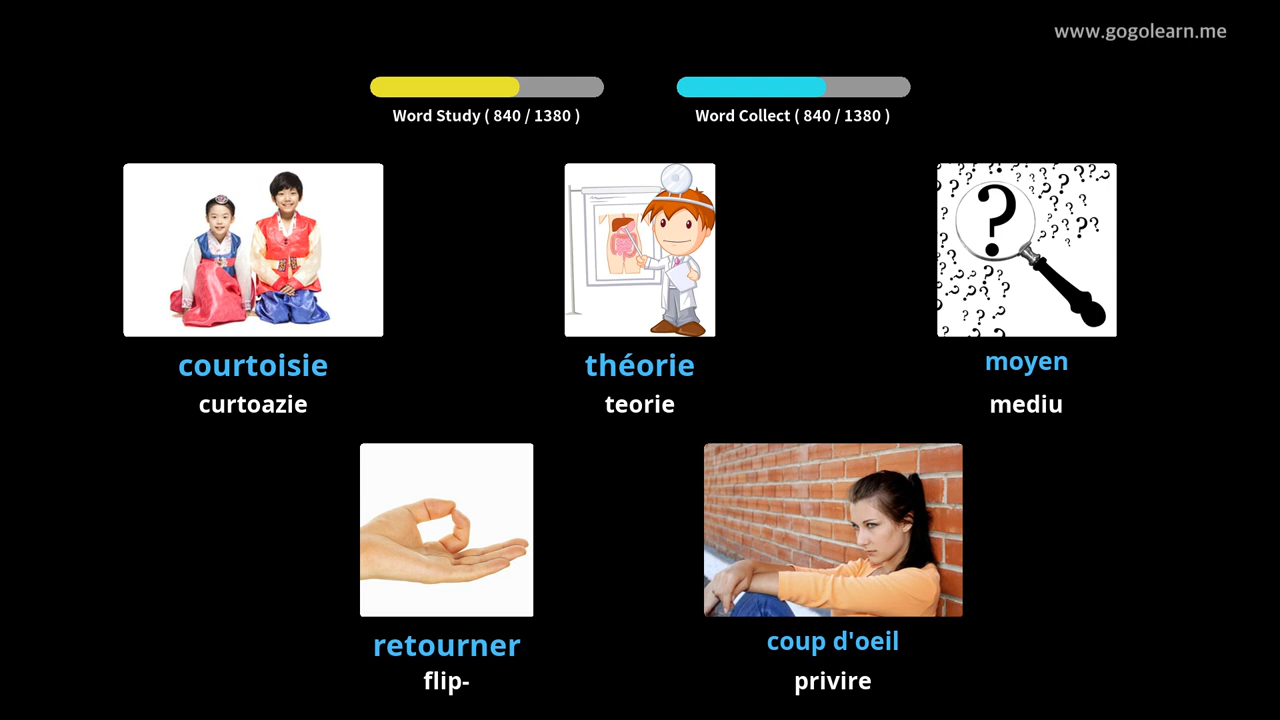 www.gogolearn.me
Word Study ( 840 / 1380 )
Word Collect ( 840 / 1380 )
courtoisie
curtoazie
théorie
teorie
moyen
mediu
retourner
flip-
coup d'oeil
privire